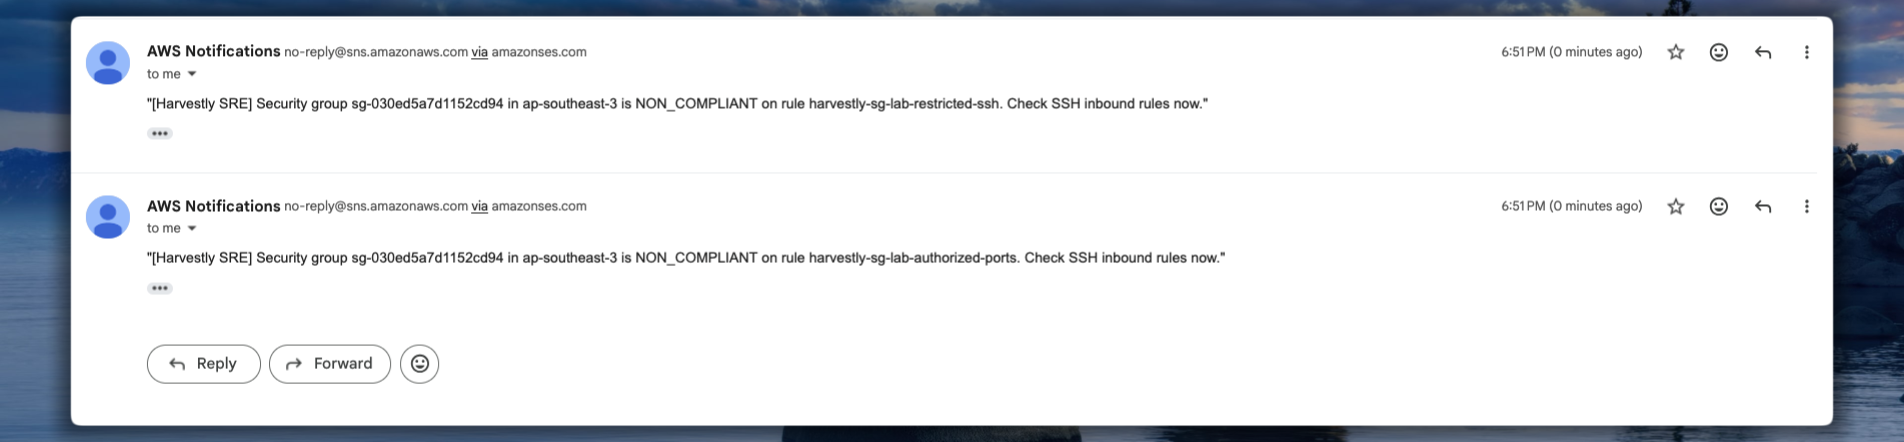 AWS Notifications no-reply@sns.amazonaws.com via amazonses.com
6:51 PM (0 minutes ago)
to me
"[Harvestly SRE] Security group sg-030ed5a7d1152cd94 in ap-southeast-3 is NON_COMPLIANT on rule harvestly-sg-lab-restricted-ssh. Check SSH inbound rules now."
AWS Notifications no-reply@sns.amazonaws.com via amazonses.com
6:51 PM (0 minutes ago)
to me
"[Harvestly SRE] Security group sg-030ed5a7d1152cd94 in ap-southeast-3 is NON_COMPLIANT on rule harvestly-sg-lab-authorized-ports. Check SSH inbound rules now."
Reply
Forward